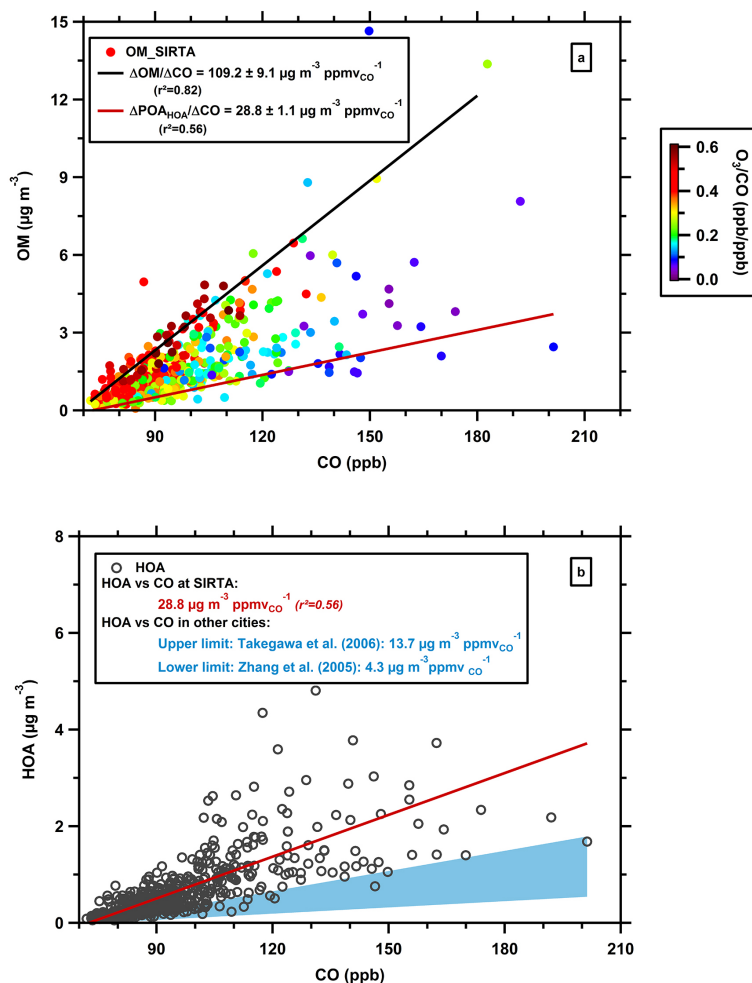 15
12
9
6
3
0
OM (µg m⁻³)
OM_SIRTA
ΔOM/ΔCO = 109.2 ± 9.1 µg m⁻³ ppmv_CO⁻¹
(r²=0.82)
ΔPOA_HOA/ΔCO = 28.8 ± 1.1 µg m⁻³ ppmv_CO⁻¹
(r²=0.56)
a
90 120 150 180 210
CO (ppb)
0.6
0.4
0.2
0.0
O₃/CO (ppb/ppb)
8
6
4
2
0
HOA (µg m⁻³)
HOA
HOA vs CO at SIRTA:
28.8 µg m⁻³ ppmv_CO⁻¹ (r²=0.56)
HOA vs CO in other cities:
Upper limit: Takegawa et al. (2006): 13.7 µg m⁻³ ppmv_CO⁻¹
Lower limit: Zhang et al. (2005): 4.3 µg m⁻³ppmv _CO⁻¹
b
90 120 150 180 210
CO (ppb)